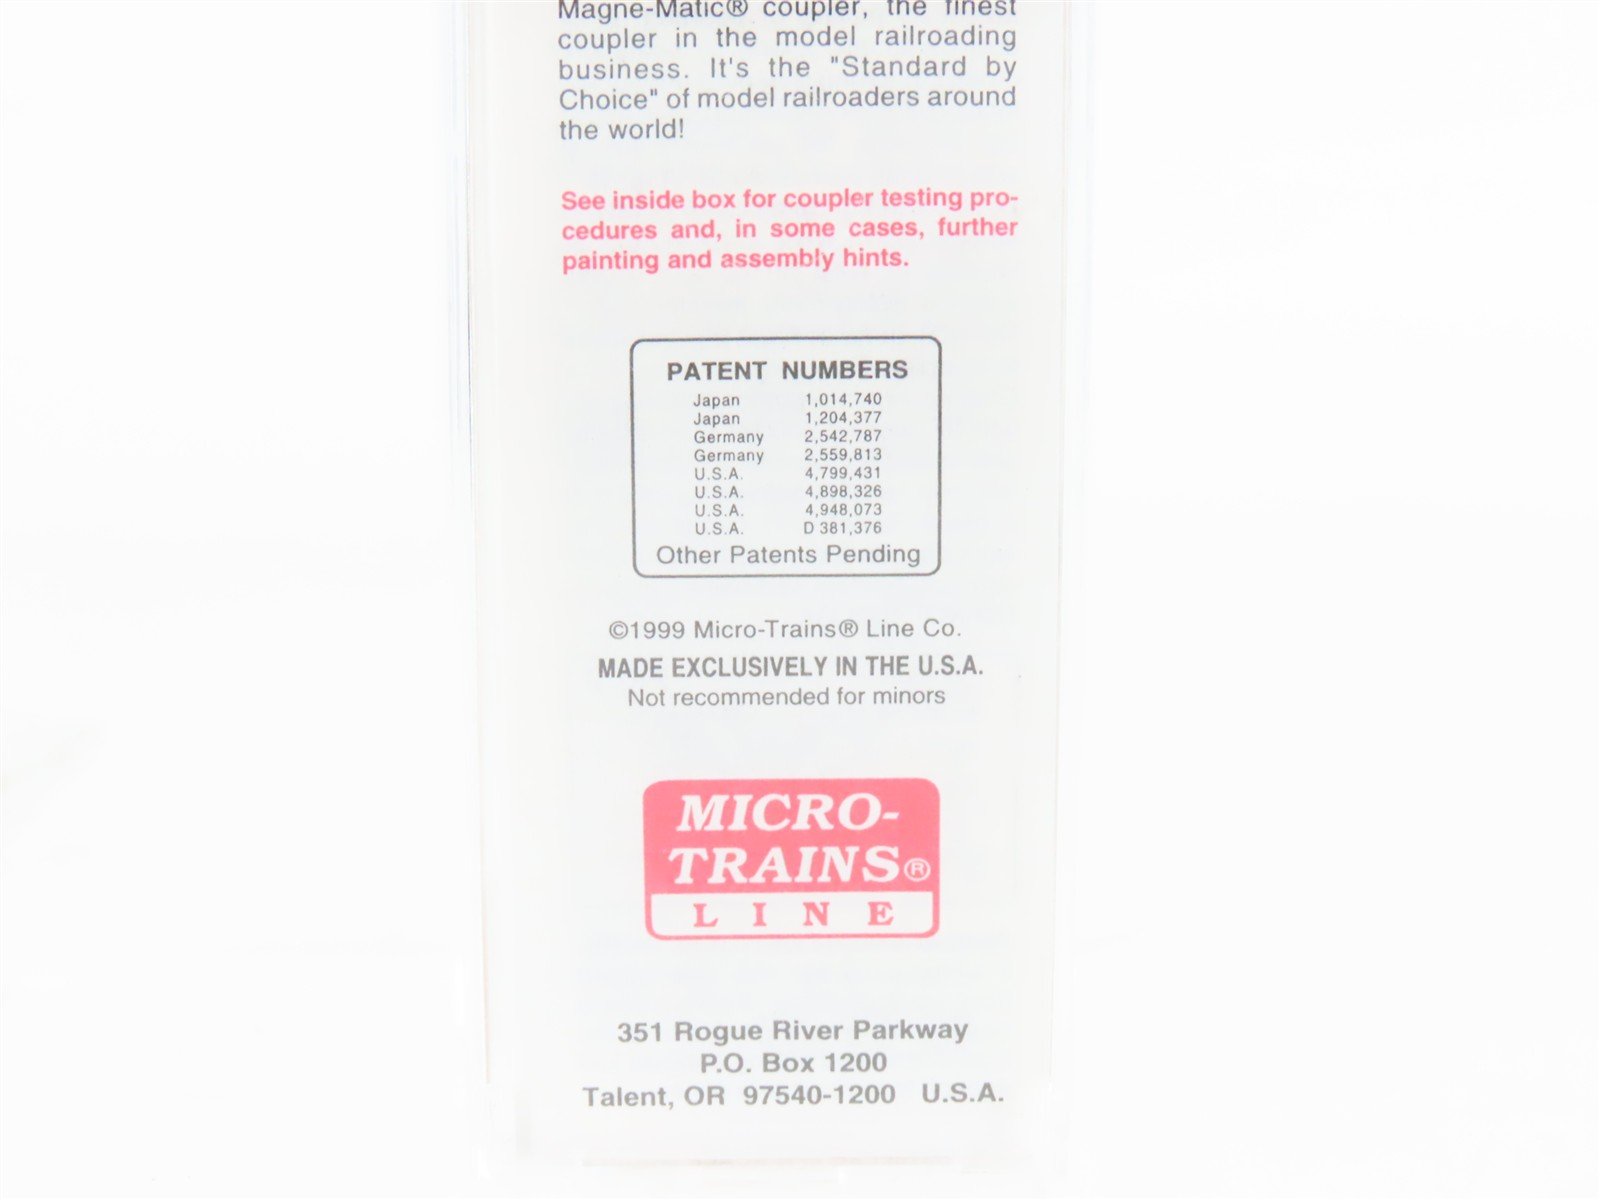 Magne-Matic® coupler, the finest
coupler in the model railroading
business. It's the "Standard by
Choice" of model railroaders around
the world!
See inside box for coupler testing pro-
cedures and, in some cases, further
painting and assembly hints.
PATENT NUMBERS
Japan 1,014,740
Japan 1,204,377
Germany 2,542,787
Germany 2,559,813
U.S.A. 4,799,431
U.S.A. 4,898,326
U.S.A. 4,948,073
U.S.A. D 381,376
Other Patents Pending
©1999 Micro-Trains® Line Co.
MADE EXCLUSIVELY IN THE U.S.A.
Not recommended for minors
MICRO-
TRAINS®
LINE
351 Rogue River Parkway
P.O. Box 1200
Talent, OR 97540-1200 U.S.A.